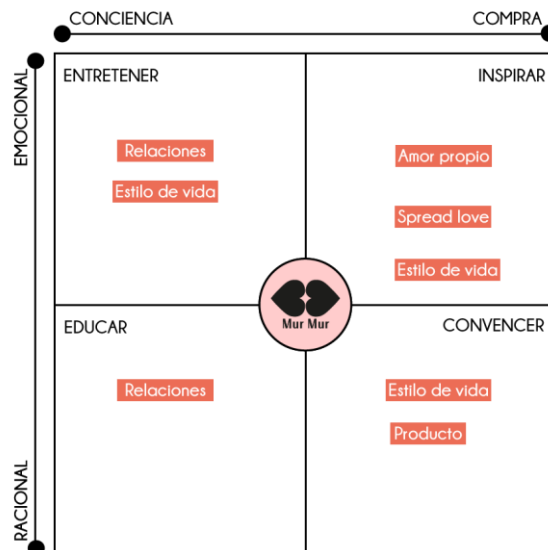 CONCIENCIA COMPRA
EMOCIONAL
ENTRETENER INSPIRAR
Relaciones
Amor propio
Estilo de vida
Spread love
Estilo de vida
Mur Mur
EDUCAR CONVENCER
Relaciones Estilo de vida
Producto
RACIONAL